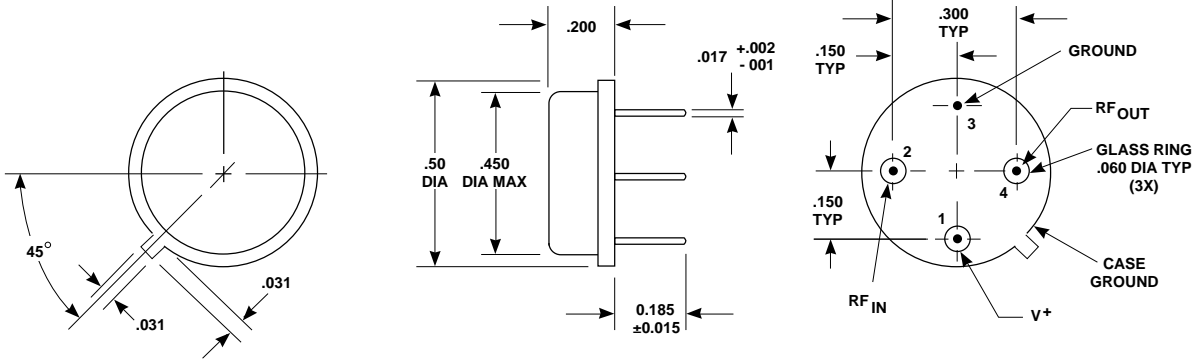 45°
.031
.031
.200
.017 +.002 - 001
.50
DIA
.450
DIA MAX
0.185
±0.015
.300
TYP
.150
TYP
GROUND
3
RF OUT
2
GLASS RING
.060 DIA TYP
(3X)
4
.150
TYP
1
CASE
GROUND
RF IN
V+